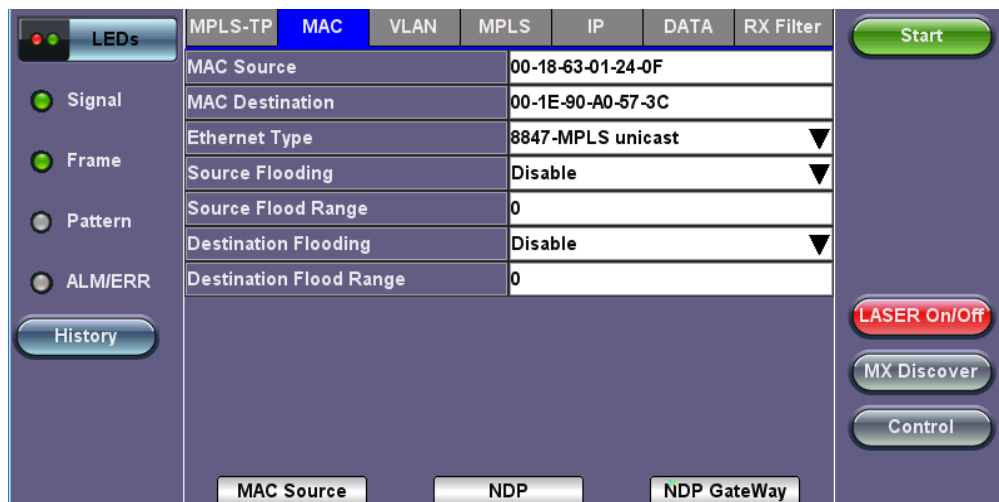 LEDs
Signal
Frame
Pattern
ALM/ERR
History
MPLS-TP MAC VLAN MPLS IP DATA RX Filter
MAC Source 00-18-63-01-24-0F
MAC Destination 00-1E-90-A0-57-3C
Ethernet Type 8847-MPLS unicast
Source Flooding Disable
Source Flood Range 0
Destination Flooding Disable
Destination Flood Range 0
MAC Source NDP NDP GateWay
Start
LASER On/Off
MX Discover
Control